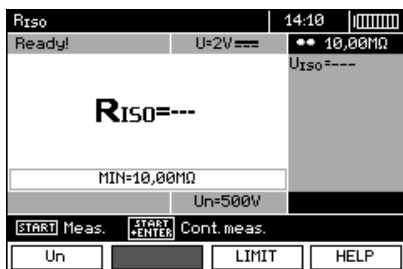 RISO 14:10
Ready! U=2V 10,00MΩ
UISO=---
RISO=---
MIN=10,00MΩ
Un=500V
START Meas. START +ENTER Cont. meas.
Un LIMIT HELP